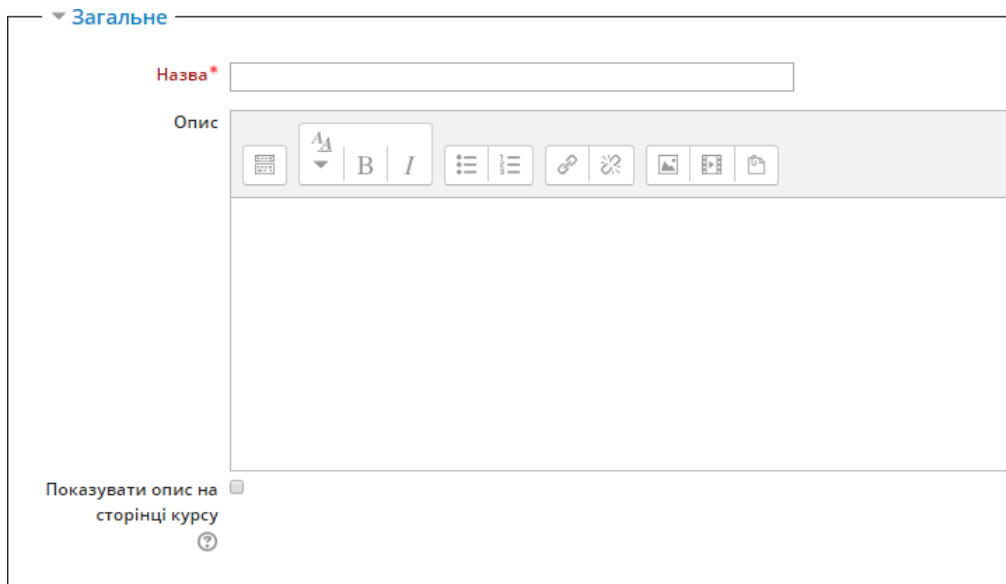 Загальне
Назва*
Опис
B I
Показувати опис на
сторінці курсу